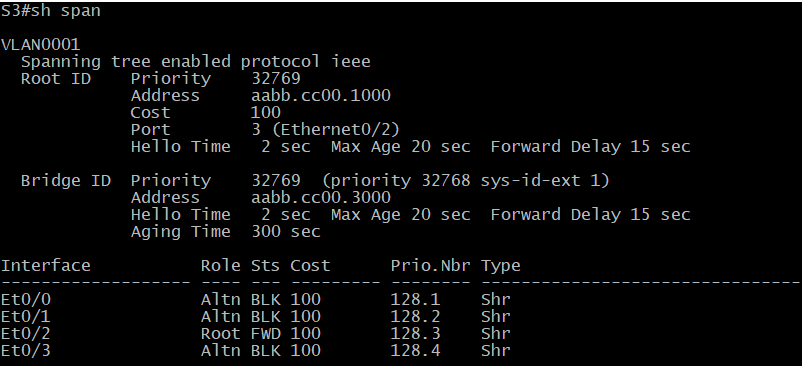 S3#sh span

VLAN0001
  Spanning tree enabled protocol ieee
  Root ID    Priority    32769
             Address     aabb.cc00.1000
             Cost        100
             Port        3 (Ethernet0/2)
             Hello Time   2 sec  Max Age 20 sec  Forward Delay 15 sec

  Bridge ID  Priority    32769  (priority 32768 sys-id-ext 1)
             Address     aabb.cc00.3000
             Hello Time   2 sec  Max Age 20 sec  Forward Delay 15 sec
             Aging Time  300 sec

Interface           Role Sts Cost      Prio.Nbr Type
------------------- ---- --- --------- -------- --------------------------------
Et0/0               Altn BLK 100       128.1    Shr
Et0/1               Altn BLK 100       128.2    Shr
Et0/2               Root FWD 100       128.3    Shr
Et0/3               Altn BLK 100       128.4    Shr